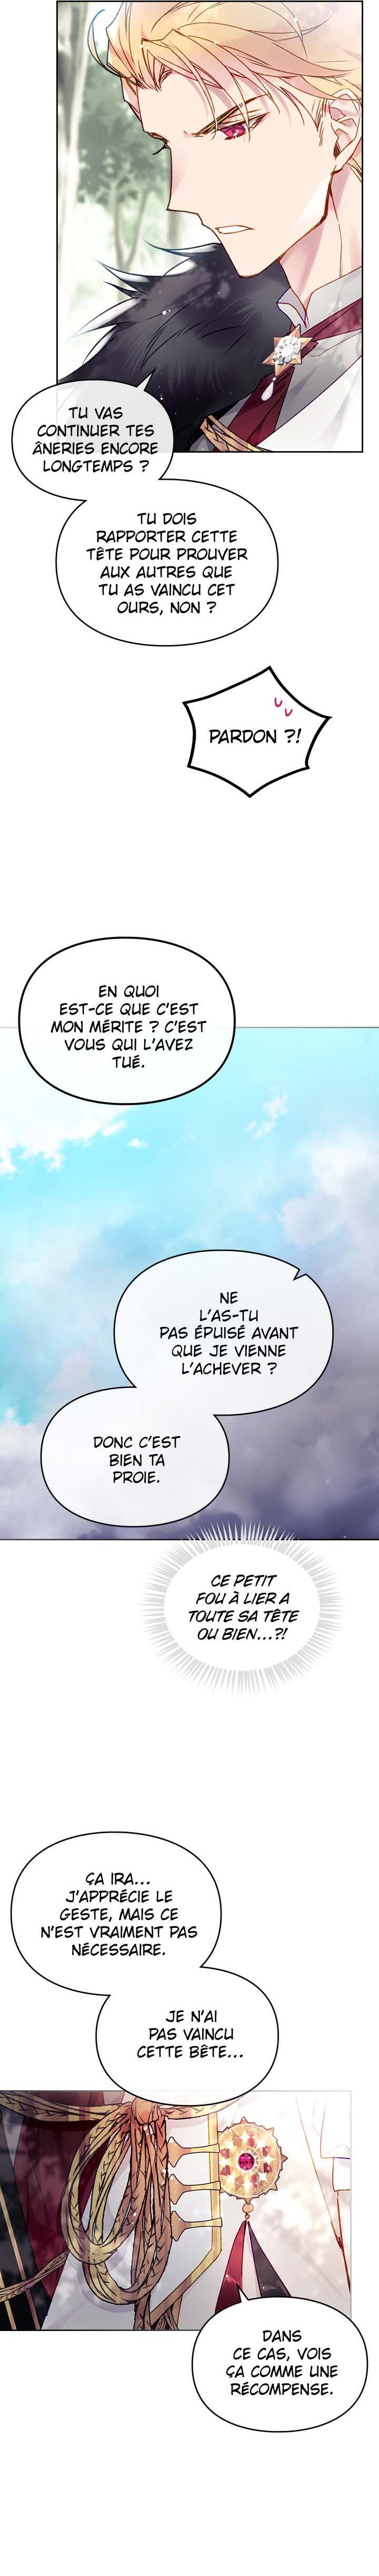 TU VAS
CONTINUER TES
ÂNERIES ENCORE
LONGTEMPS ?
TU DOIS
RAPPORTER CETTE
TÊTE POUR PROUVER
AUX AUTRES QUE
TU AS VAINCU CET
OURS, NON ?
PARDON ?!
EN QUOI
EST-CE QUE C'EST
MON MÉRITE ? C'EST
VOUS QUI L'AVEZ
TUÉ.
NE
L'AS-TU
PAS ÉPUISÉ AVANT
QUE JE VIENNE
L'ACHEVER ?
DONC C'EST
BIEN TA
PROIE.
CE PETIT
FOU À LIER A
TOUTE SA TÊTE
OU BIEN...?!
ÇA IRA...
J'APPRÉCIE LE
GESTE, MAIS CE
N'EST VRAIMENT PAS
NÉCESSAIRE.
JE N'AI
PAS VAINCU
CETTE BÊTE...
DANS
CE CAS, VOIS
ÇA COMME UNE
RÉCOMPENSE.